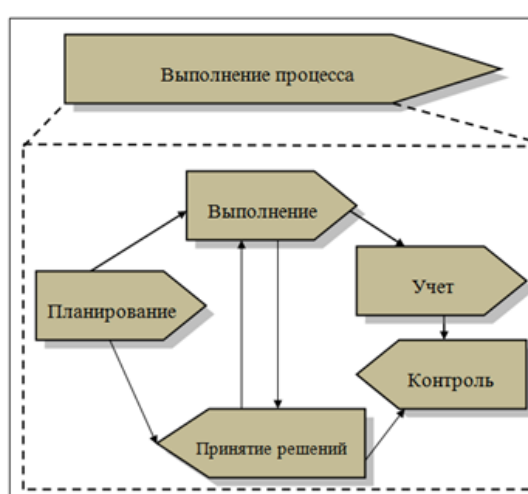 Выполнение процесса
Выполнение
Планирование
Учет
Контроль
Принятие решений